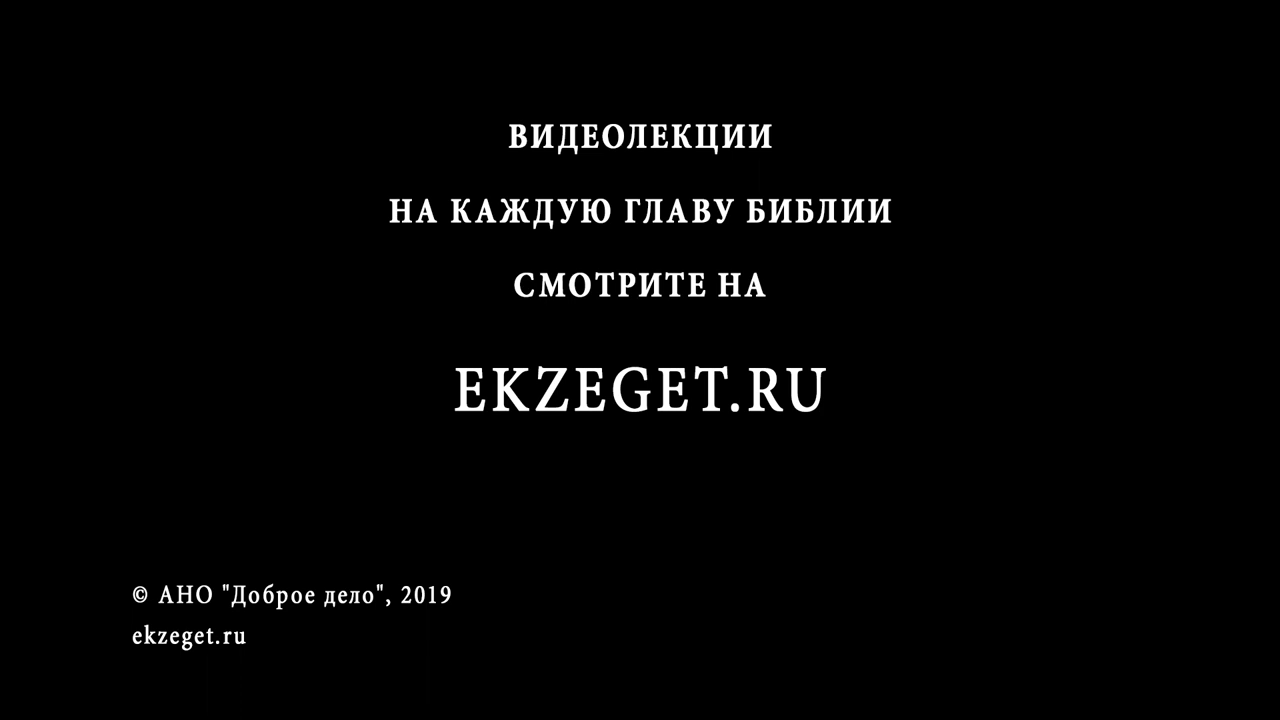 ВИДЕОЛЕКЦИИ
НА КАЖДУЮ ГЛАВУ БИБЛИИ
СМОТРИТЕ НА
EKZEGET.RU
© АНО "Доброе дело", 2019
ekzeget.ru